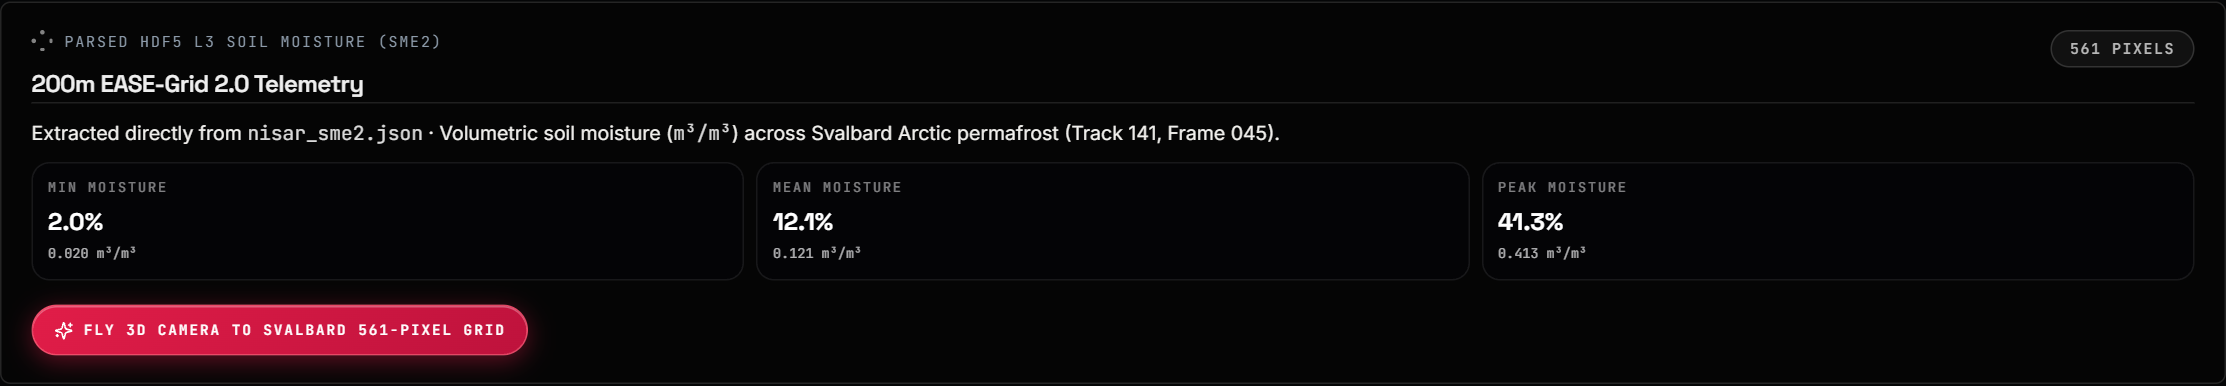 PARSED HDF5 L3 SOIL MOISTURE (SME2)
561 PIXELS
200m EASE-Grid 2.0 Telemetry
Extracted directly from nisar_sme2.json · Volumetric soil moisture (m³/m³) across Svalbard Arctic permafrost (Track 141, Frame 045).
MIN MOISTURE
2.0%
0.020 m³/m³
MEAN MOISTURE
12.1%
0.121 m³/m³
PEAK MOISTURE
41.3%
0.413 m³/m³
FLY 3D CAMERA TO SVALBARD 561-PIXEL GRID